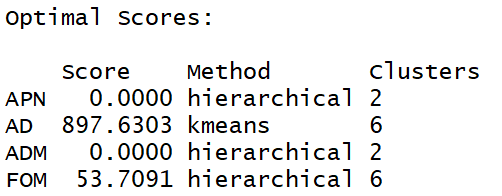 Optimal Scores:
Score Method Clusters
APN 0.0000 hierarchical 2
AD 897.6303 kmeans 6
ADM 0.0000 hierarchical 2
FOM 53.7091 hierarchical 6